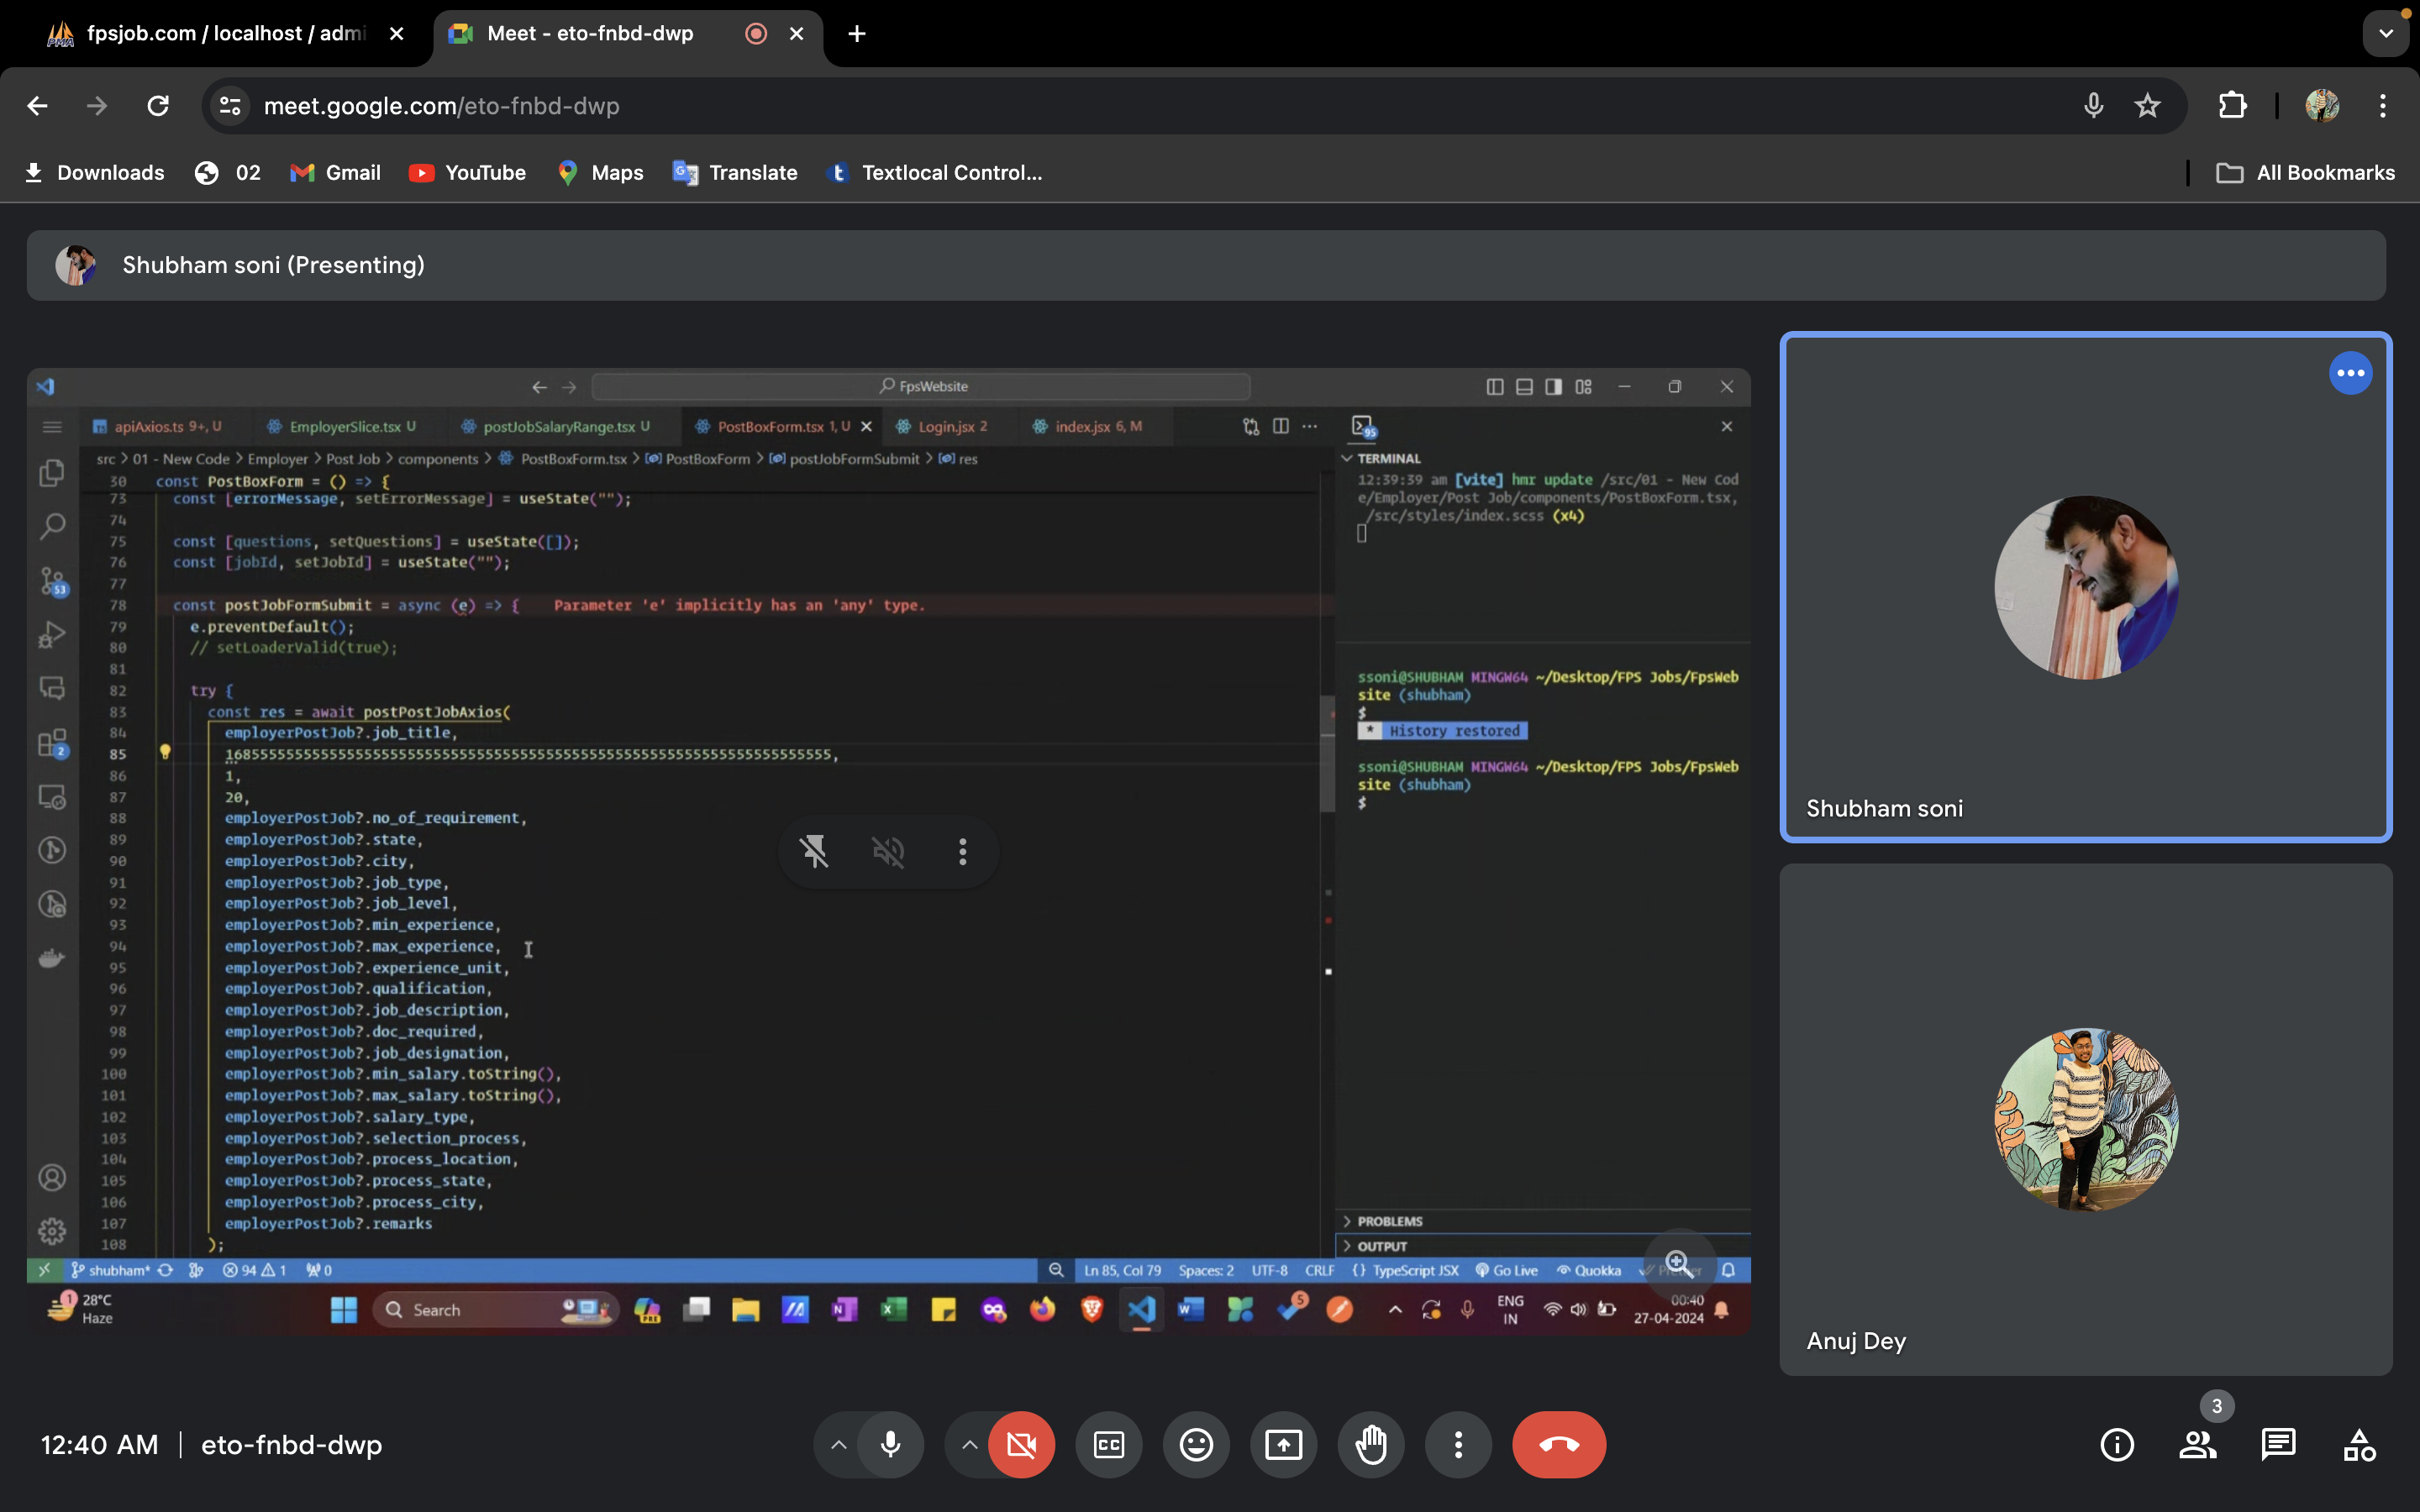 fpsjob.com / localhost / admi
Meet - eto-fnbd-dwp
meet.google.com/eto-fnbd-dwp
Downloads
02
Gmail
YouTube
Maps
Translate
Textlocal Control...
All Bookmarks
Shubham soni (Presenting)
FpsWebsite
apiAxios.ts 9+, U
EmployerSlice.tsx U
postJobSalaryRange.tsx U
PostBoxForm.tsx 1, U
Login.jsx 2
index.jsx 6, M
src > 01 - New Code > Employer > Post Job > components > PostBoxForm.tsx > PostBoxForm > postJobFormSubmit > res
30 const PostBoxForm = () => {
73 const [errorMessage, setErrorMessage] = useState("");
74
75 const [questions, setQuestions] = useState([]);
76 const [jobId, setJobId] = useState("");
77
78 const postJobFormSubmit = async (e) => { Parameter 'e' implicitly has an 'any' type.
79 e.preventDefault();
80 // setLoaderValid(true);
81
82 try {
83 const res = await postPostJobAxios(
84 employerPostJob?.job_title,
85
86 1,
87 20,
88 employerPostJob?.no_of_requirement,
89 employerPostJob?.state,
90 employerPostJob?.city,
91 employerPostJob?.job_type,
92 employerPostJob?.job_level,
93 employerPostJob?.min_experience,
94 employerPostJob?.max_experience,
95 employerPostJob?.experience_unit,
96 employerPostJob?.qualification,
97 employerPostJob?.job_description,
98 employerPostJob?.doc_required,
99 employerPostJob?.job_designation,
100 employerPostJob?.min_salary.toString(),
101 employerPostJob?.max_salary.toString(),
102 employerPostJob?.salary_type,
103 employerPostJob?.selection_process,
104 employerPostJob?.process_location,
105 employerPostJob?.process_state,
106 employerPostJob?.process_city,
107 employerPostJob?.remarks
108 );
53
2
95
TERMINAL
12:39:39 am [vite] hmr update /src/01 - New Cod
e/Employer/Post Job/components/PostBoxForm.tsx,
/src/styles/index.scss (x4)
ssoni@SHUBHAM MINGW64 ~/Desktop/FPS Jobs/FpsWeb
site (shubham)
$
* History restored
ssoni@SHUBHAM MINGW64 ~/Desktop/FPS Jobs/FpsWeb
site (shubham)
$
PROBLEMS
OUTPUT
shubham* 94 1 0
Ln 85, Col 79 Spaces: 2 UTF-8 CRLF {} TypeScript JSX Go Live Quokka
1
28°C
Haze
Search
PRE
5
ENG
IN
00:40
27-04-2024
Shubham soni
Anuj Dey
12:40 AM | eto-fnbd-dwp
CC
3